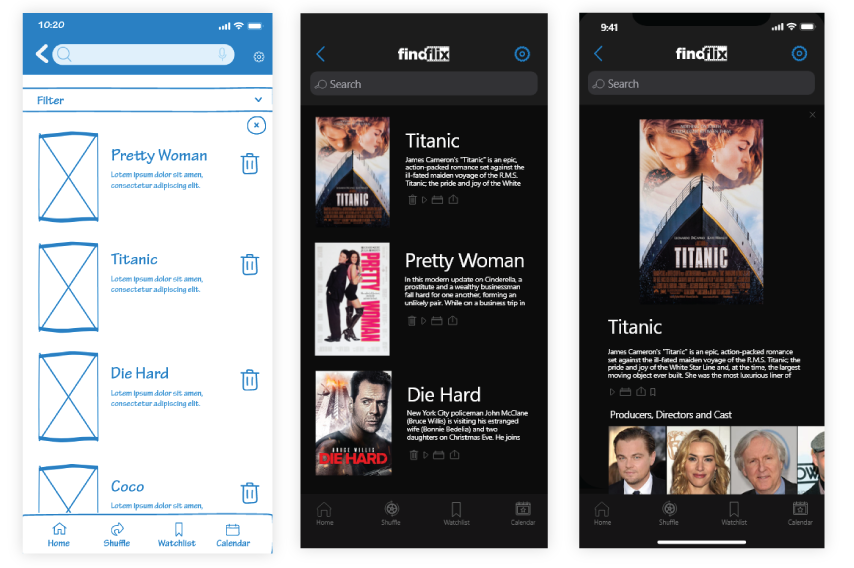 10:20
Filter
Pretty Woman
Lorem ipsum dolor sit amen,
consectetur adipiscing elit.
Titanic
Lorem ipsum dolor sit amen,
consectetur adipiscing elit.
Die Hard
Lorem ipsum dolor sit amen,
consectetur adipiscing elit.
Coco
Lorem ipsum dolor sit amen,
Home Shuffle Watchlist Calendar
findflix
Search
TITANIC
Titanic
James Cameron's "Titanic" is an epic,
action-packed romance set against the
ill-fated maiden voyage of the R.M.S.
Titanic; the pride and joy of the White
PRETTY WOMAN
Pretty Woman
In this modern update on Cinderella, a
prostitute and a wealthy businessman
fall hard for one another, forming an
unlikely pair. While on a business trip in
BRUCE WILLIS
DIE HARD
Die Hard
New York City policeman John McClane
(Bruce Willis) is visiting his estranged
wife (Bonnie Bedelia) and two
daughters on Christmas Eve. He joins
Home Shuffle Watchlist Calendar
9:41
findflix
Search
x
TITANIC
Titanic
James Cameron's "Titanic" is an epic, action-packed romance
set against the ill-fated maiden voyage of the R.M.S. Titanic; the
pride and joy of the White Star Line and, at the time, the largest
moving object ever built. She was the most luxurious liner of
Producers, Directors and Cast
Home Shuffle Watchlist Calendar